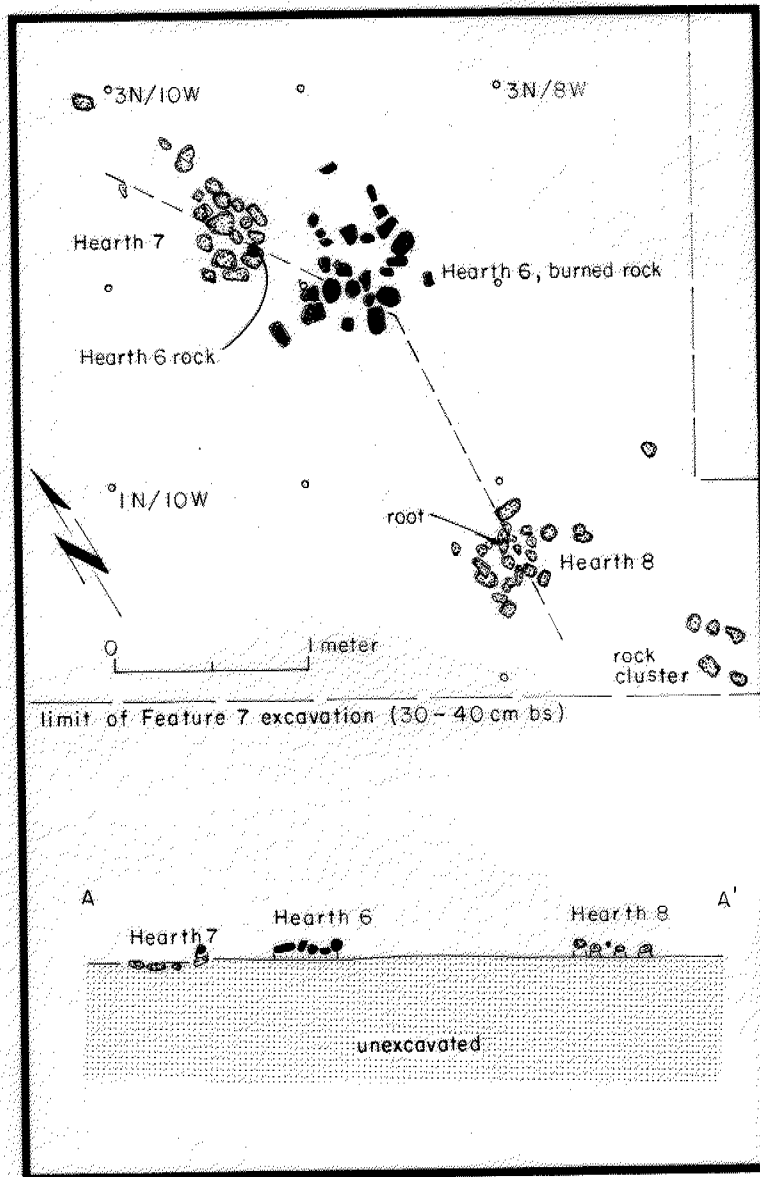 3N/10W
3N/8W
Hearth 7
Hearth 6, burned rock
Hearth 6 rock
1N/10W
root
Hearth 8
0
1 meter
rock
cluster
limit of Feature 7 excavation (30-40 cm bs)
A
A'
Hearth 7
Hearth 6
Hearth 8
unexcavated